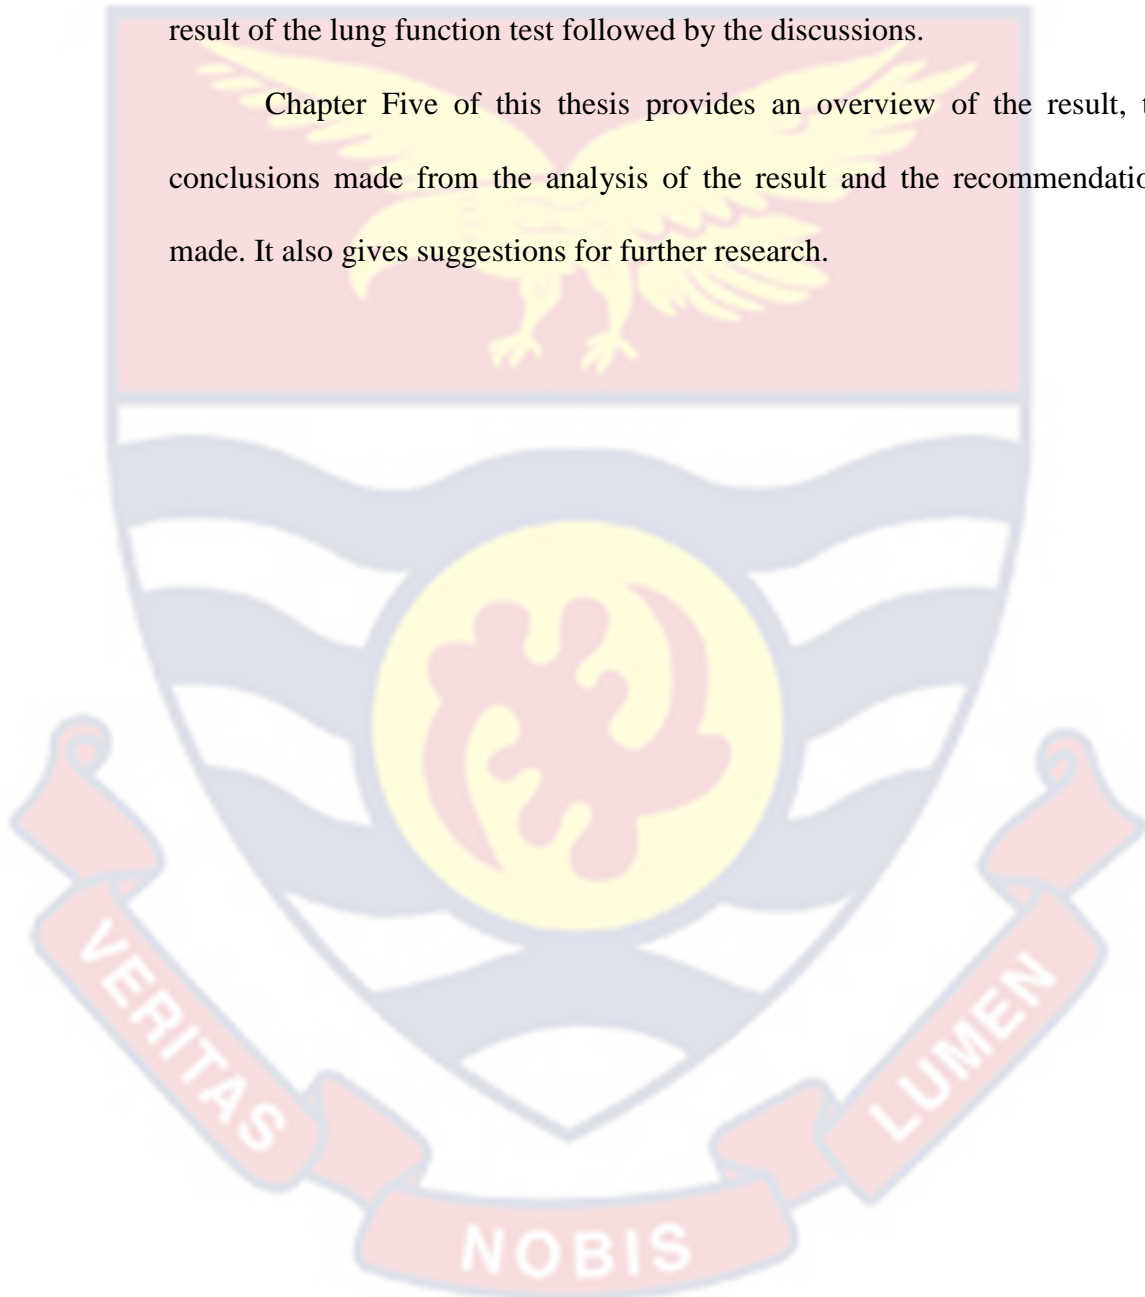 result of the lung function test followed by the discussions.
Chapter Five of this thesis provides an overview of the result, t
conclusions made from the analysis of the result and the recommendatio
made. It also gives suggestions for further research.
VERITAS
NOBIS
LUMEN